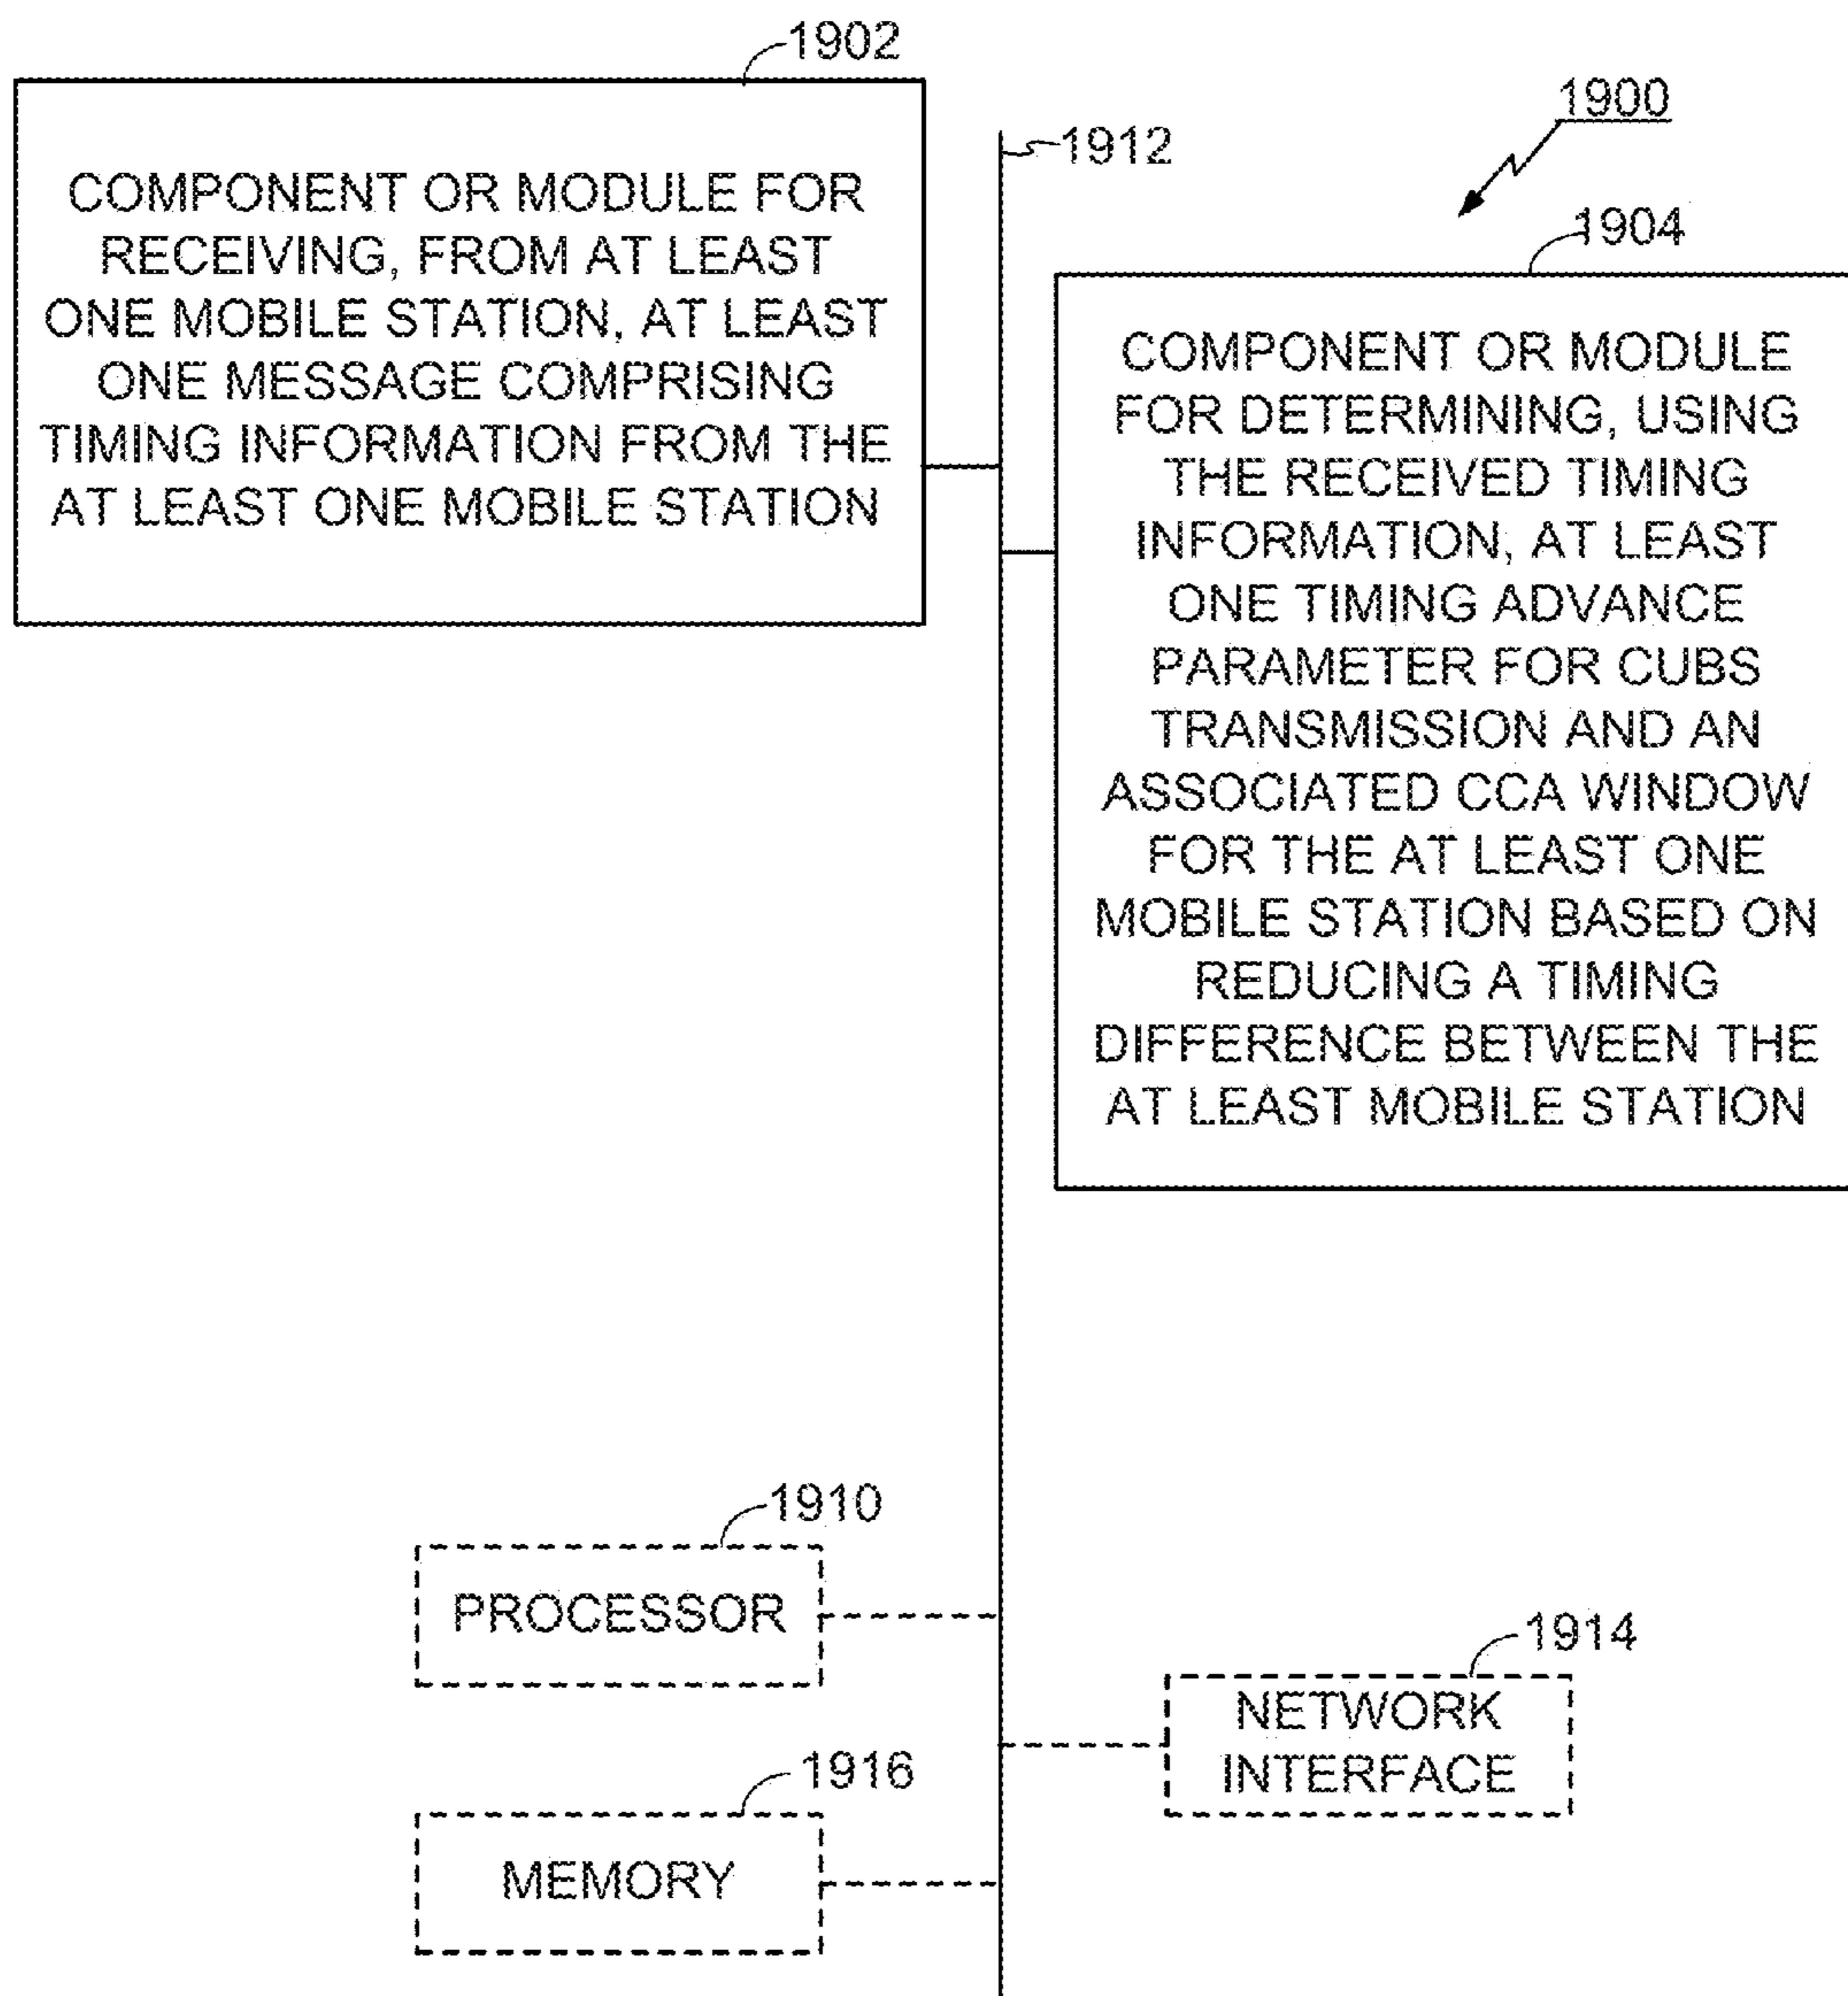 1902
COMPONENT OR MODULE FOR
RECEIVING, FROM AT LEAST
ONE MOBILE STATION, AT LEAST
ONE MESSAGE COMPRISING
TIMING INFORMATION FROM THE
AT LEAST ONE MOBILE STATION
1912
1900
1904
COMPONENT OR MODULE
FOR DETERMINING, USING
THE RECEIVED TIMING
INFORMATION, AT LEAST
ONE TIMING ADVANCE
PARAMETER FOR CUBS
TRANSMISSION AND AN
ASSOCIATED CCA WINDOW
FOR THE AT LEAST ONE
MOBILE STATION BASED ON
REDUCING A TIMING
DIFFERENCE BETWEEN THE
AT LEAST MOBILE STATION
1910
PROCESSOR
1914
NETWORK
INTERFACE
1916
MEMORY